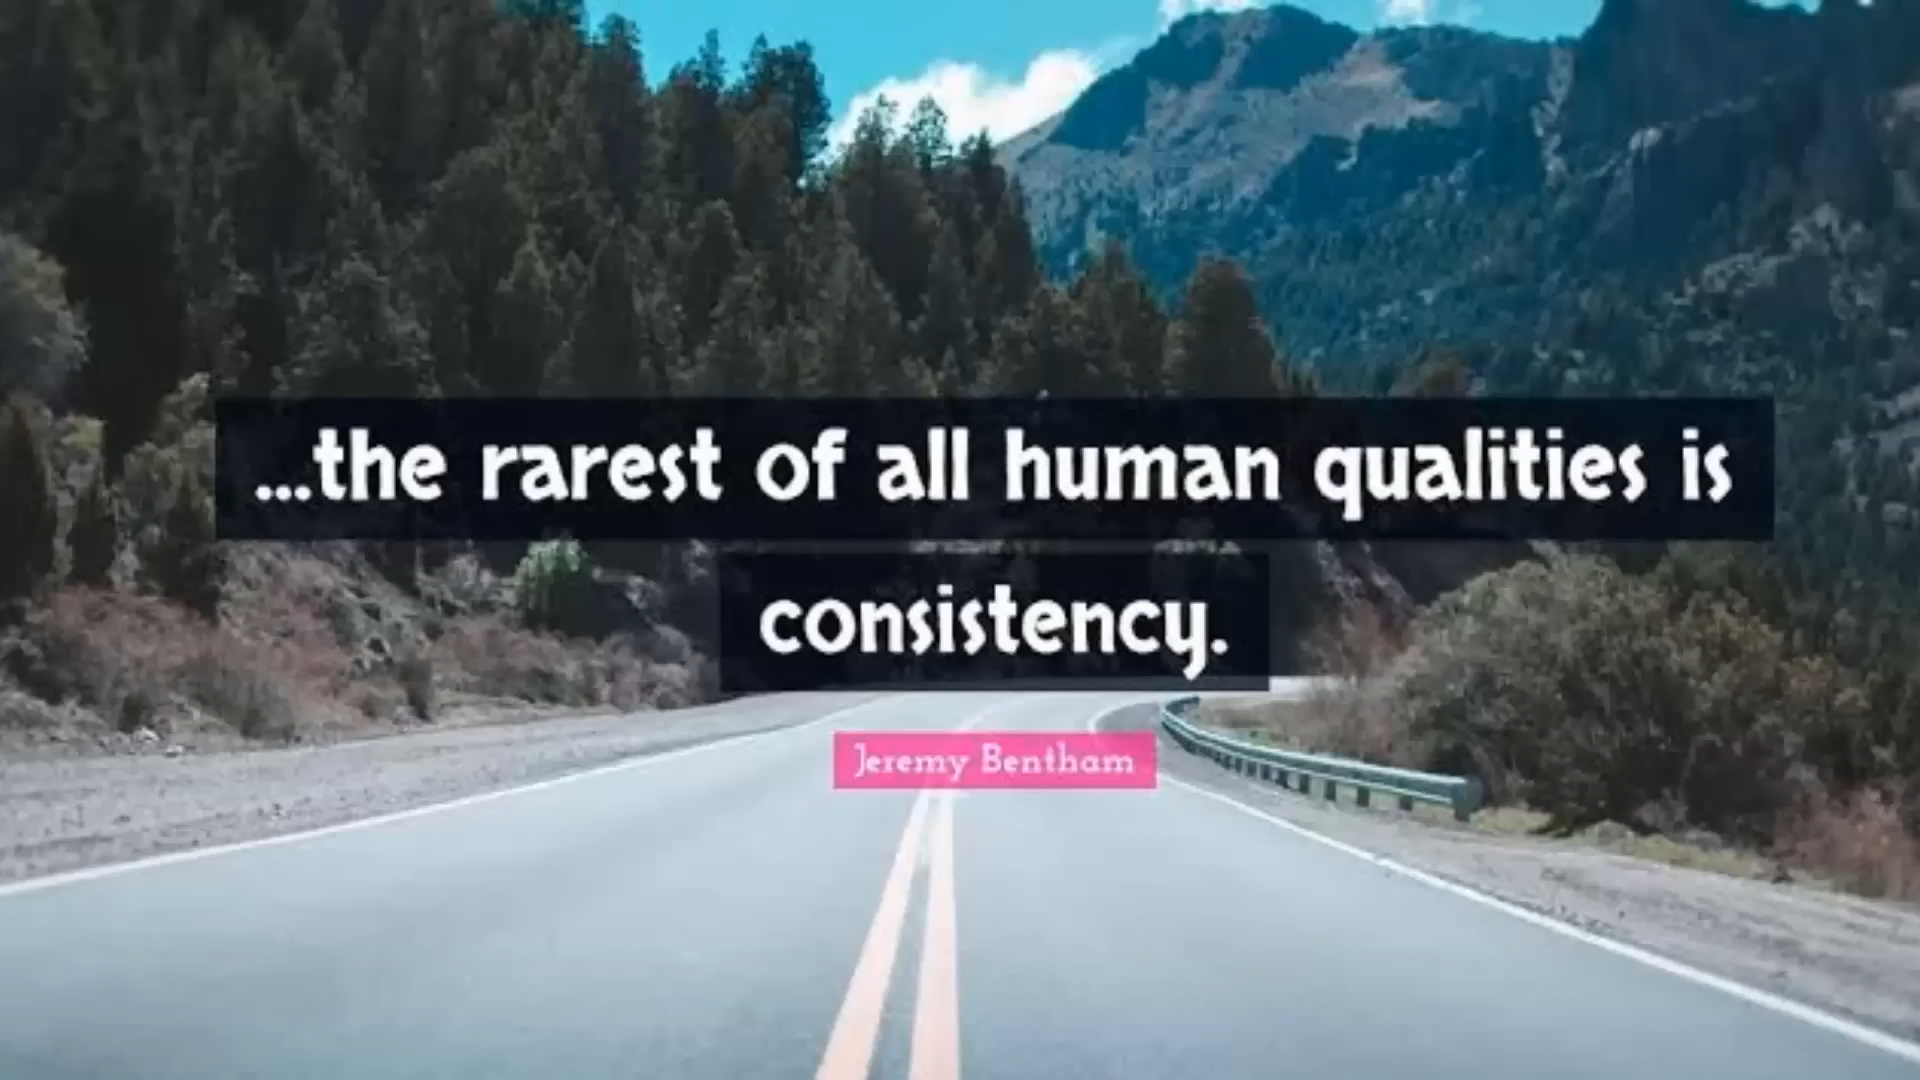 ...the rarest of all human qualities is
consistency.
Jeremy Bentham